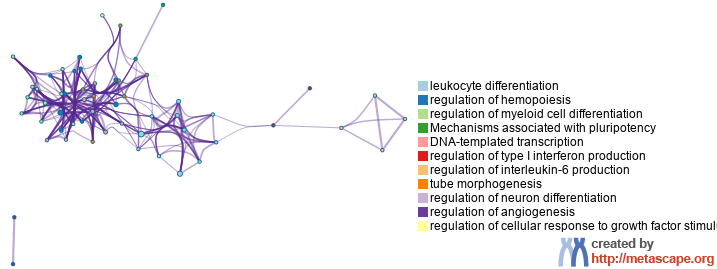 leukocyte differentiation
regulation of hemopoiesis
regulation of myeloid cell differentiation
Mechanisms associated with pluripotency
DNA-templated transcription
regulation of type I interferon production
regulation of interleukin-6 production
tube morphogenesis
regulation of neuron differentiation
regulation of angiogenesis
regulation of cellular response to growth factor stimul
created by
http://metascape.org